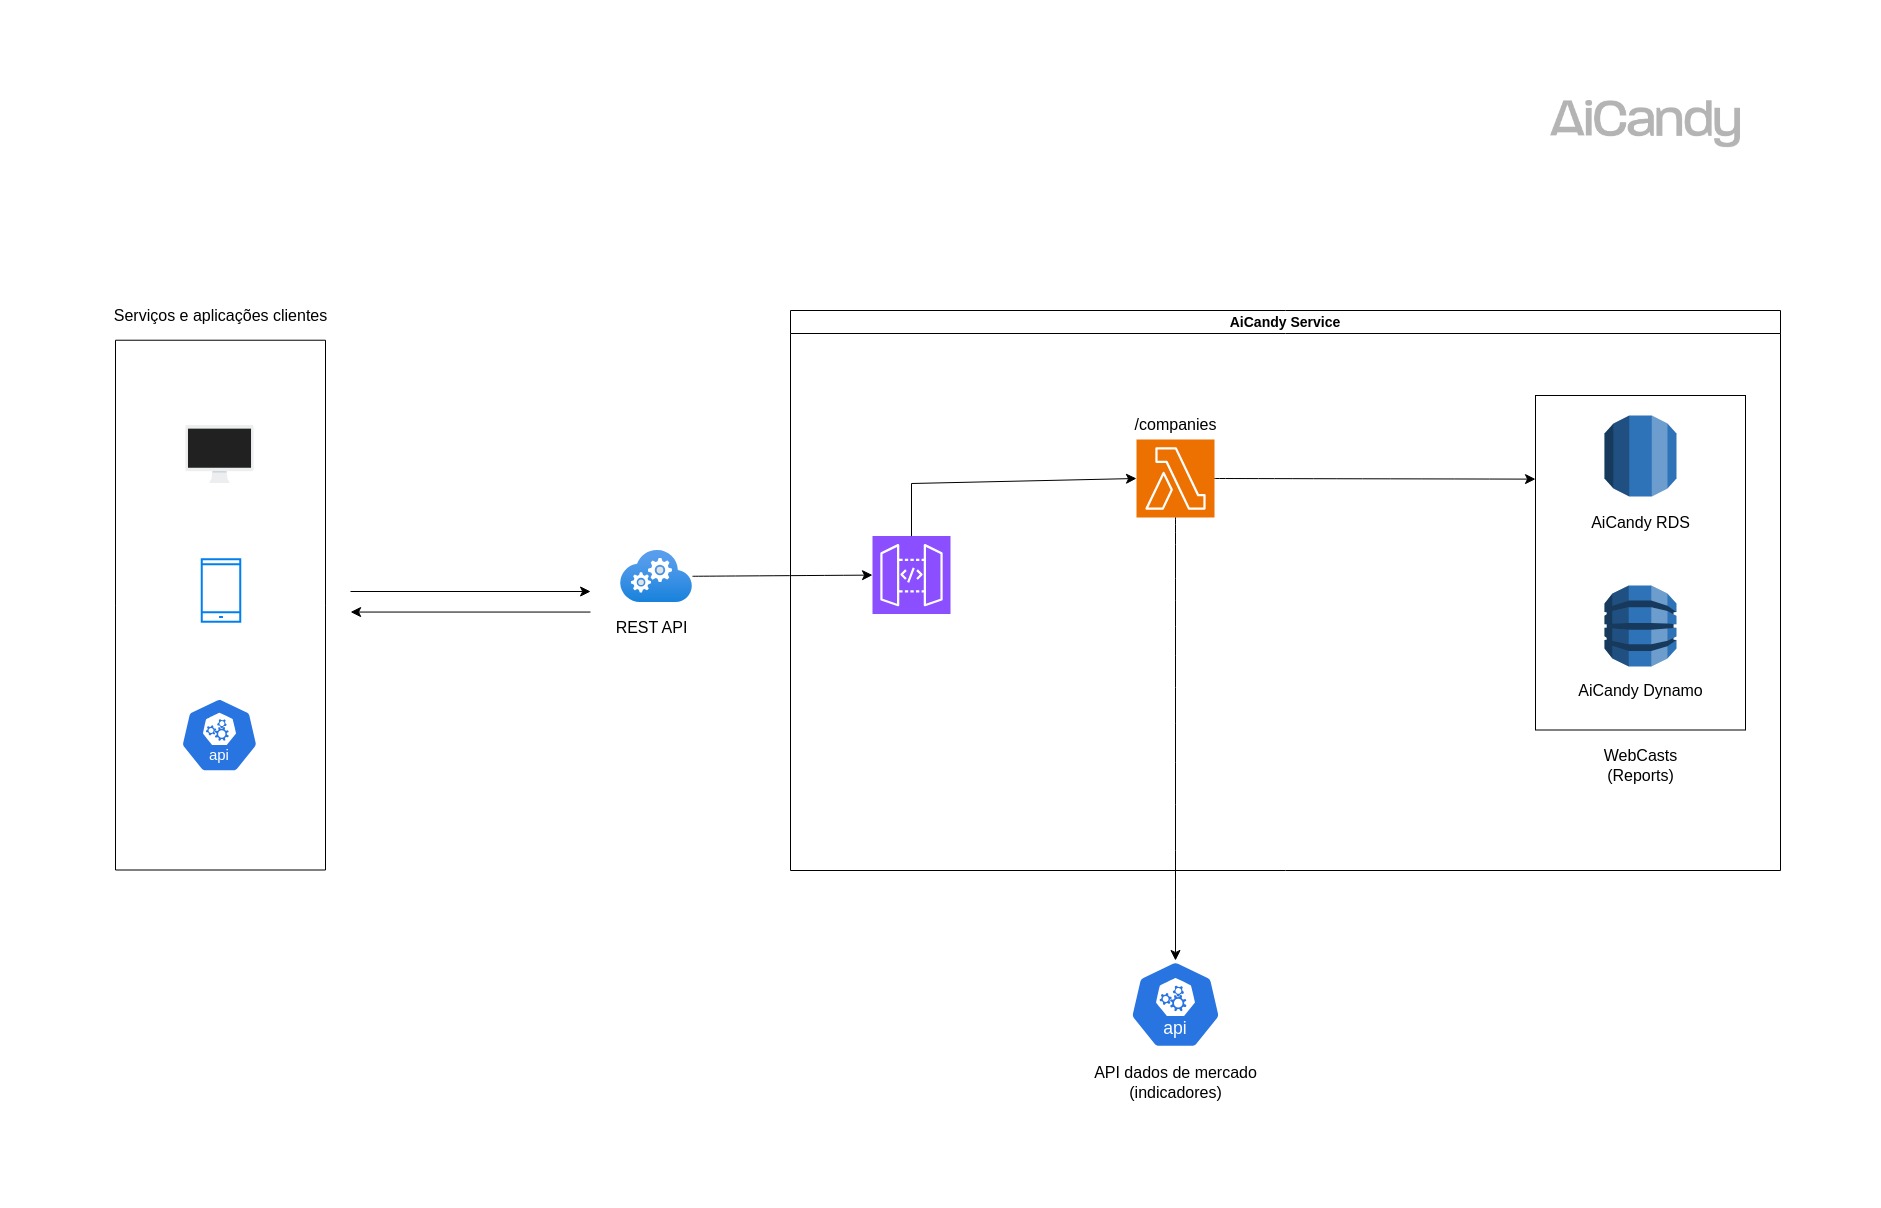 AiCandy
Serviços e aplicações clientes
AiCandy Service
/companies
AiCandy RDS
REST API
AiCandy Dynamo
api
WebCasts
(Reports)
api
API dados de mercado
(indicadores)